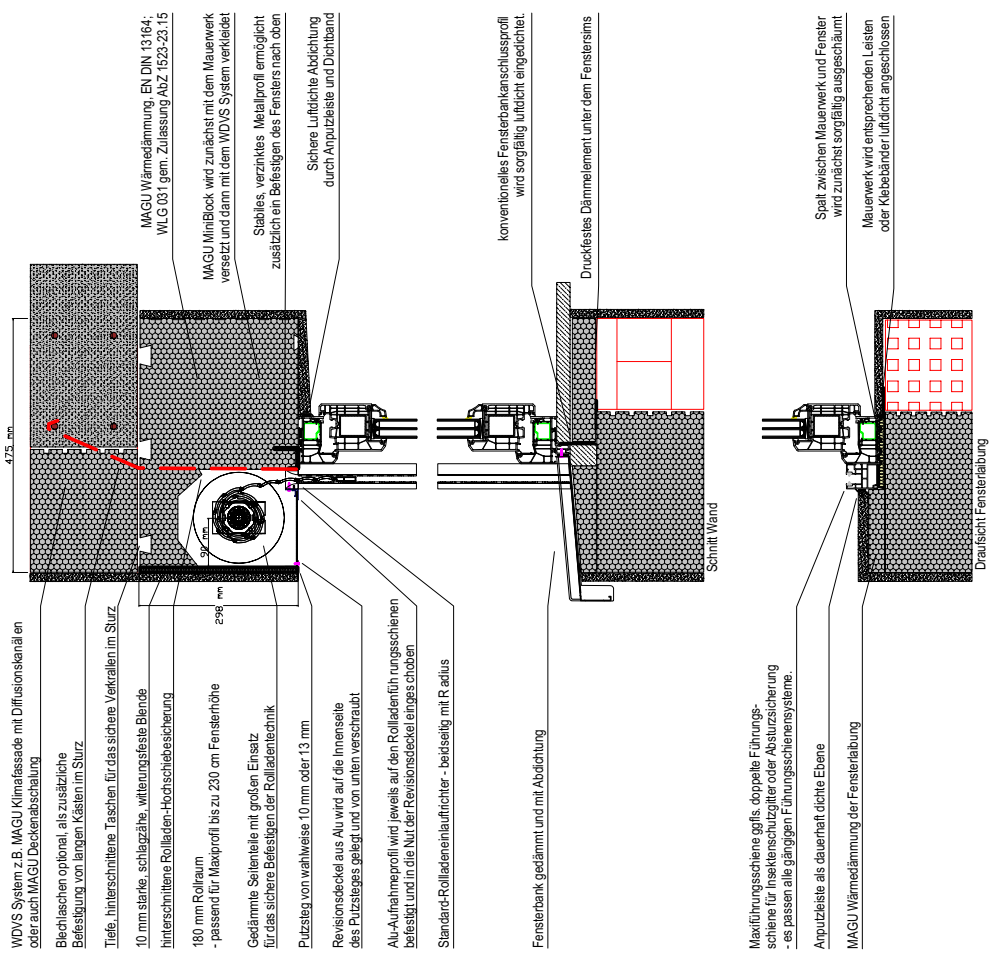 WDVS System z.B. MAGU Klimafassade mit Diffusionskanälen
oder auch MAGU Deckenabschalung
Blechlaschen optional, als zusätzliche
Befestigung von langen Kästen im Sturz
Tiefe, hinterschnittene Taschen für das sichere Verkrallen im Sturz
10 mm starke, schlagzähe, witterungsfeste Blende
hinterschnittene Rollladen-Hochschiebesicherung
180 mm Rollraum
- passend für Maxiprofil bis zu 230 cm Fensterhöhe
Gedämmte Seitenteile mit großen Einsatz
für das sichere Befestigen der Rollladentechnik
Putzsteg von wahlweise 10 mm oder 13 mm
Revisionsdeckel aus Alu wird auf die Innenseite
des Putzsteges gelegt und von unten verschraubt
Alu-Aufnahmeprofil wird jeweils auf den Rollladenführungsschienen
befestigt und in die Nut der Revisionsdeckel eingeschoben
Standard-Rollladeneinlauftrichter - beidseitig mit Radius
Fensterbank gedämmt und mit Abdichtung
Maxiführungsschiene ggfls. doppelte Führungs-
schiene für Insektenschutzgitter oder Absturzsicherung
- es passen alle gängigen Führungsschienensysteme.
Anputzleiste als dauerhaft dichte Ebene
MAGU Wärmedämmung der Fensterlaibung
475 mm
298 mm
90 mm
Schnitt Wand
Draufsicht Fensterlaibung
MAGU Wärmedämmung, EN DIN 13164;
WLG 031 gem. Zulassung AbZ 1523-23.15
MAGU MiniBlock wird zunächst mit dem Mauerwerk
versetzt und dann mit dem WDVS System verkleidet
Stabiles, verzinktes Metallprofil ermöglicht
zusätzlich ein Befestigen des Fensters nach oben
Sichere Luftdichte Abdichtung
durch Anputzleiste und Dichtband
konventionelles Fensterbankanschlussprofil
wird sorgfältig luftdicht eingedichtet.
Druckfestes Dämmelement unter dem Fenstersims
Spalt zwischen Mauerwerk und Fenster
wird zunächst sorgfältig ausgeschäumt
Mauerwerk wird entsprechenden Leisten
oder Klebebänder luftdicht angeschlossen